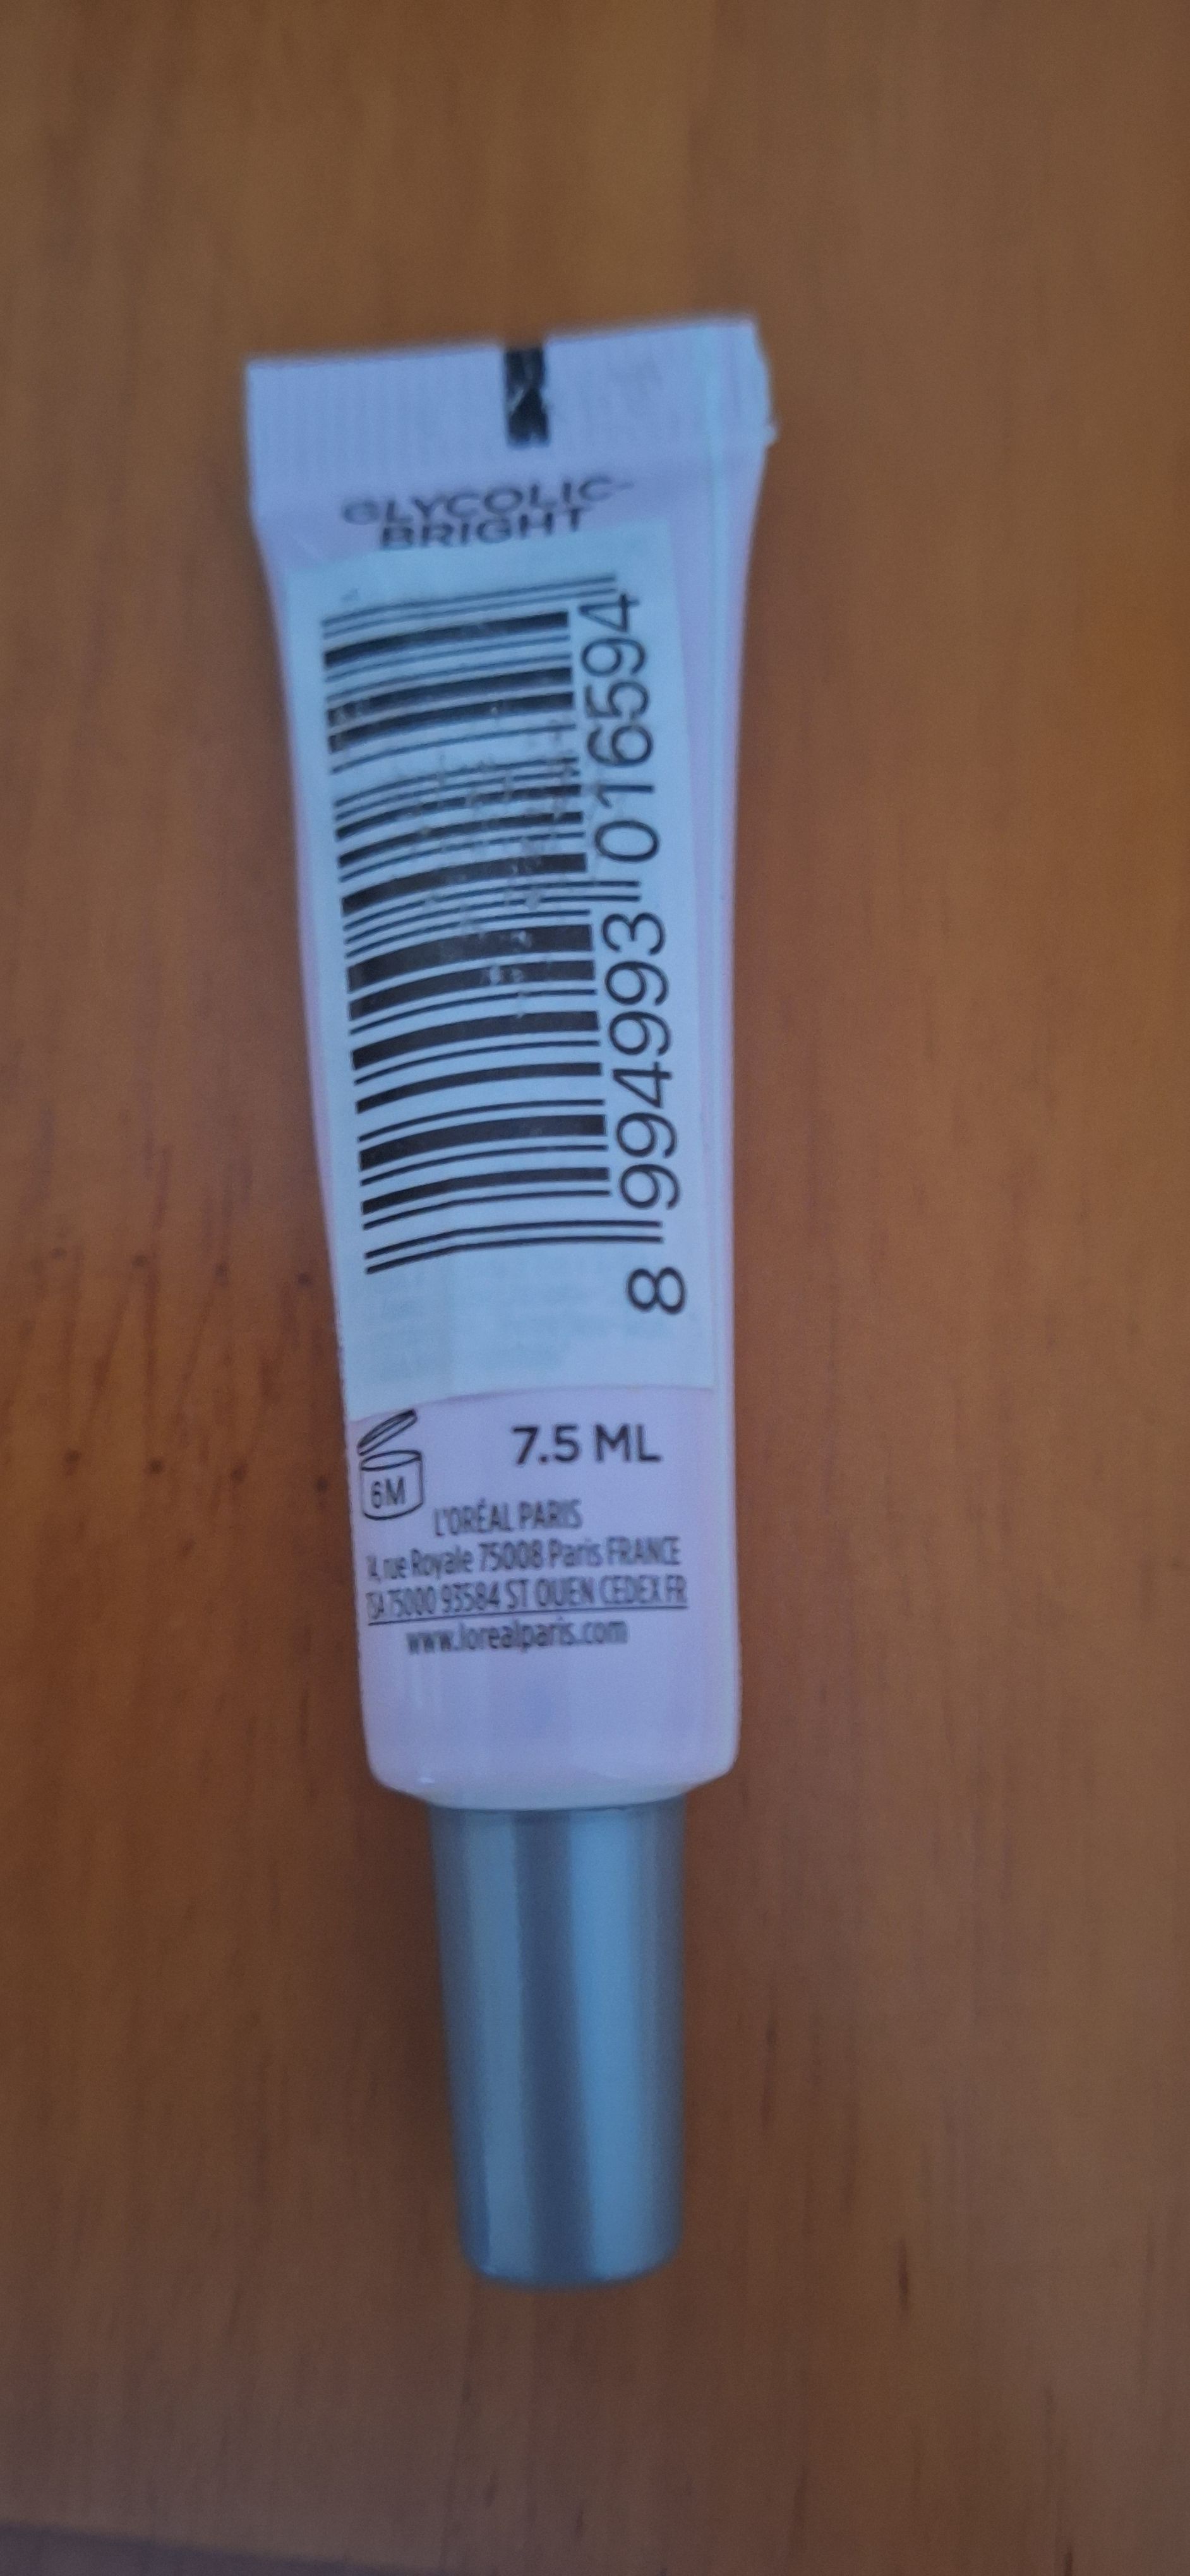 GLYCOLIC-
BRIGHT
8 994993 016594
6M
7.5 ML
L'ORÉAL PARIS
14, rue Royale 75008 Paris FRANCE
TSA 75000 93584 ST OUEN CEDEX FR
www.lorealparis.com